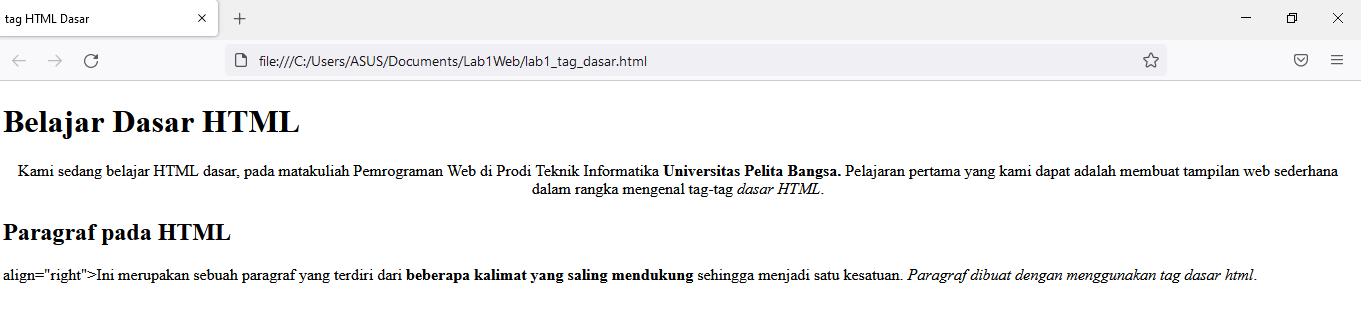 tag HTML Dasar
file:///C:/Users/ASUS/Documents/Lab1Web/lab1_tag_dasar.html
Belajar Dasar HTML
Kami sedang belajar HTML dasar, pada matakuliah Pemrograman Web di Prodi Teknik Informatika Universitas Pelita Bangsa. Pelajaran pertama yang kami dapat adalah membuat tampilan web sederhana
dalam rangka mengenal tag-tag dasar HTML.
Paragraf pada HTML
align="right">Ini merupakan sebuah paragraf yang terdiri dari beberapa kalimat yang saling mendukung sehingga menjadi satu kesatuan. Paragraf dibuat dengan menggunakan tag dasar html.